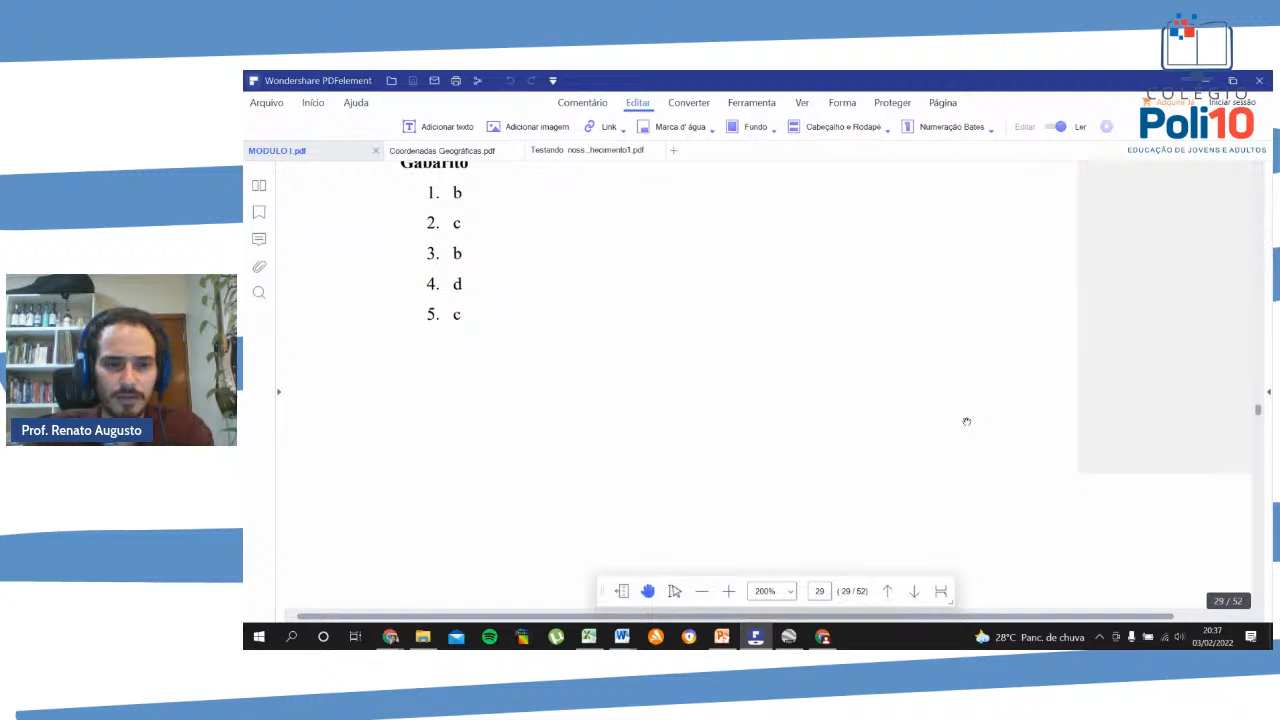 COLÉGIO
Poli10
EDUCAÇÃO DE JOVENS E ADULTOS
Wondershare PDFelement
Arquivo Início Ajuda
Comentário Editar Converter Ferramenta Ver Forma Proteger Página
Adquirir Já Iniciar sessão
Adicionar texto Adicionar imagem Link Marca d' água Fundo Cabeçalho e Rodapé Numeração Bates Editar Ler
MODULO I.pdf Coordenadas Geográficas.pdf Testando noss_hecimento1.pdf
Gabarito
1. b
2. c
3. b
4. d
5. c
Prof. Renato Augusto
200% 29 ( 29 / 52)
29 / 52
28°C Panc. de chuva
20:37
03/02/2022